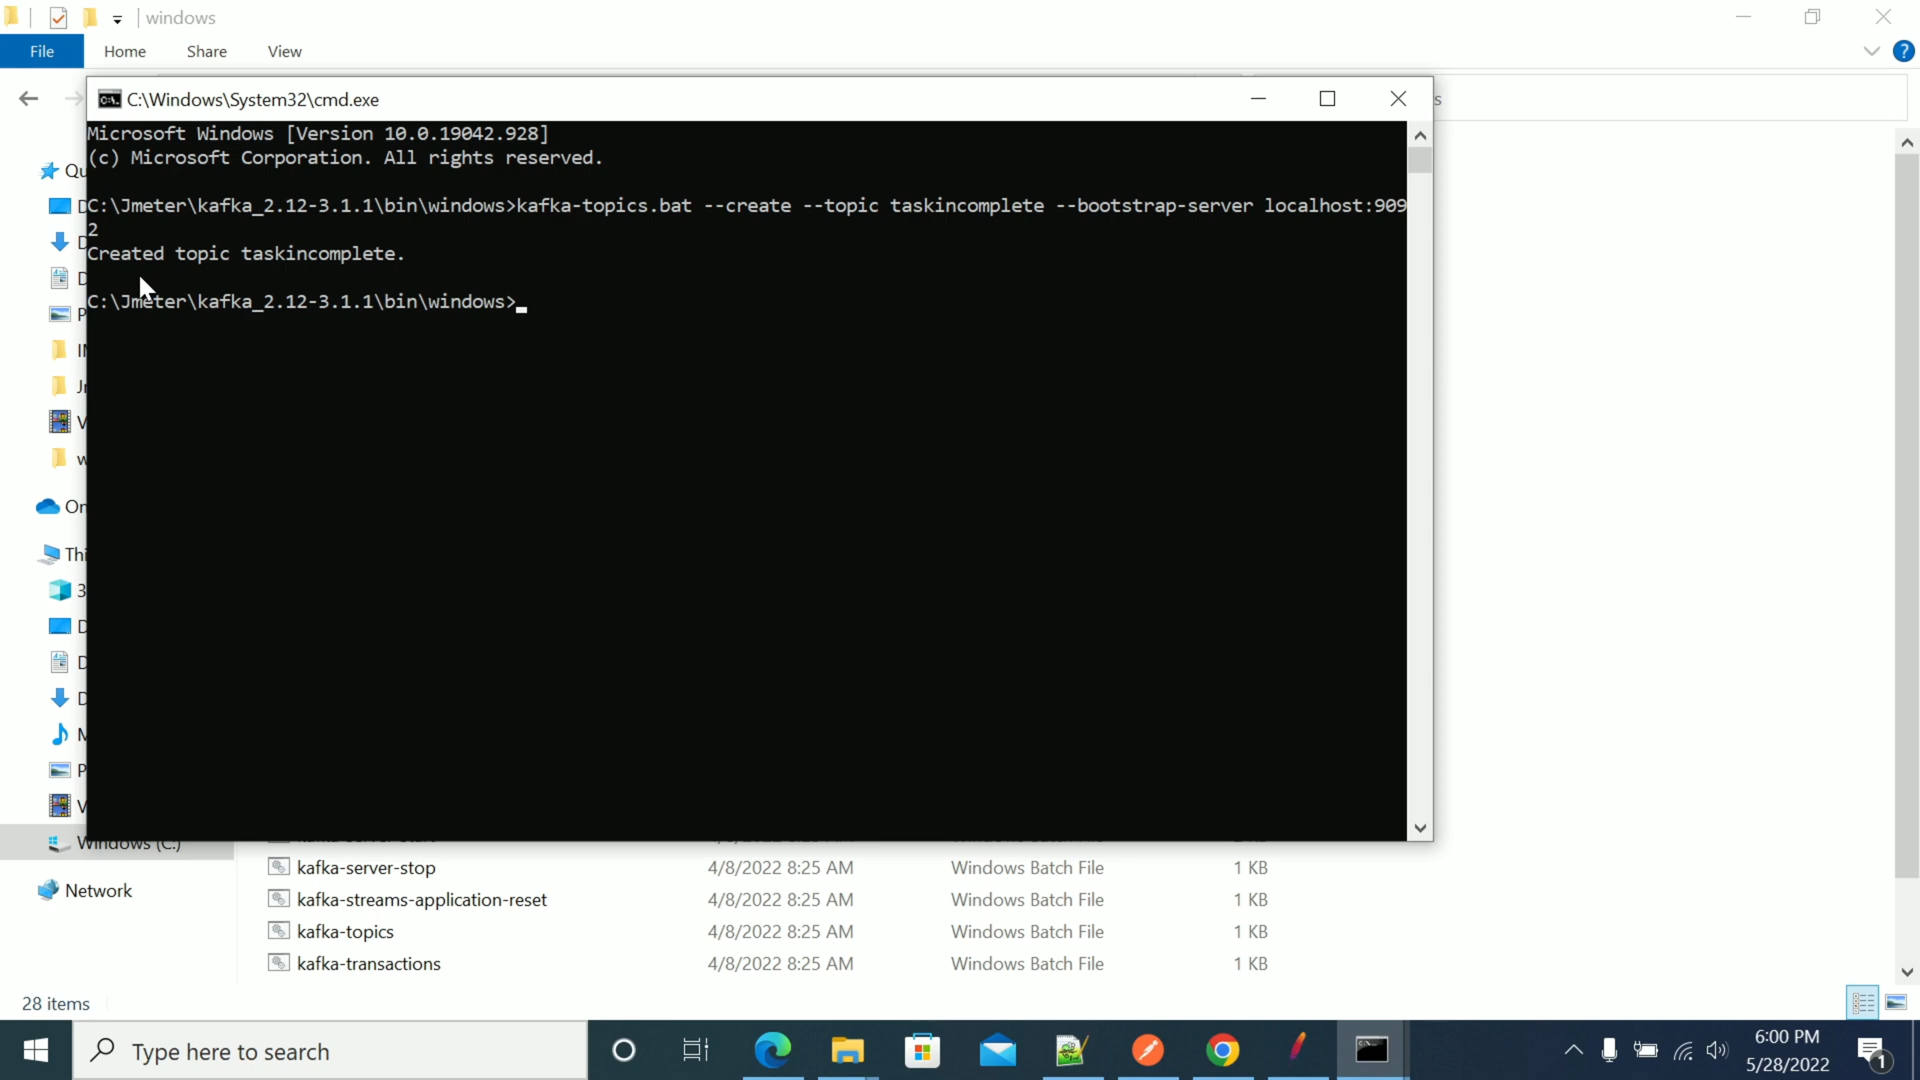 windows
File
Home
Share
View
C:\Windows\System32\cmd.exe
Microsoft Windows [Version 10.0.19042.928]
(c) Microsoft Corporation. All rights reserved.
C:\Jmeter\kafka_2.12-3.1.1\bin\windows>kafka-topics.bat --create --topic taskincomplete --bootstrap-server localhost:909
2
Created topic taskincomplete.
C:\Jmeter\kafka_2.12-3.1.1\bin\windows>
Windows (C:)
Network
kafka-server-stop 4/8/2022 8:25 AM Windows Batch File 1 KB
kafka-streams-application-reset 4/8/2022 8:25 AM Windows Batch File 1 KB
kafka-topics 4/8/2022 8:25 AM Windows Batch File 1 KB
kafka-transactions 4/8/2022 8:25 AM Windows Batch File 1 KB
28 items
Type here to search
6:00 PM
5/28/2022
1